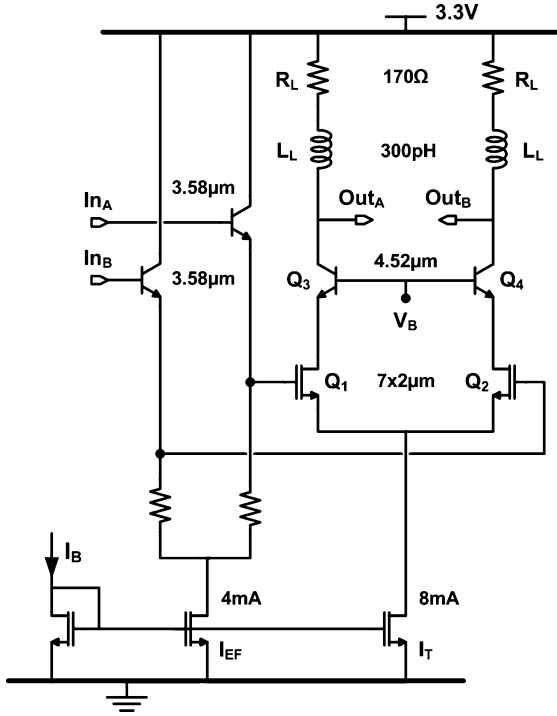 3.3V
R_L 170Ω R_L
L_L 300pH L_L
3.58μm
In_A Out_A Out_B
In_B 3.58μm
Q_3 4.52μm Q_4
V_B
Q_1 7x2μm Q_2
I_B
4mA 8mA
I_EF I_T